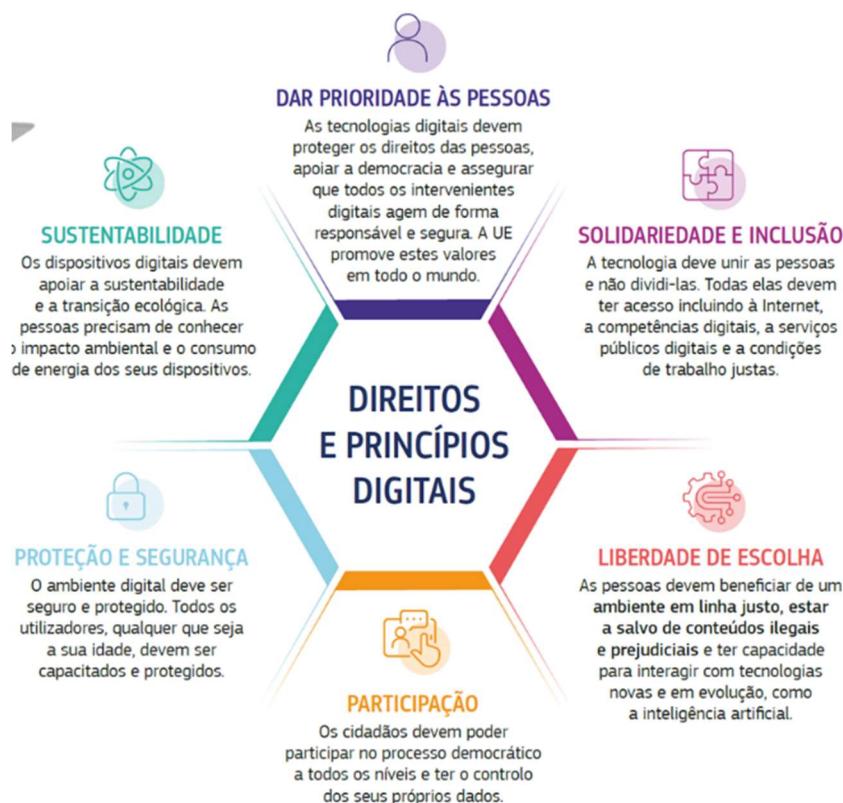 DAR PRIORIDADE ÀS PESSOAS
As tecnologias digitais devem
proteger os direitos das pessoas,
apoiar a democracia e assegurar
que todos os intervenientes
digitais agem de forma
responsável e segura. A UE
promove estes valores
em todo o mundo.
SUSTENTABILIDADE
Os dispositivos digitais devem
apoiar a sustentabilidade
e a transição ecológica. As
pessoas precisam de conhecer
o impacto ambiental e o consumo
de energia dos seus dispositivos.
SOLIDARIEDADE E INCLUSÃO
A tecnologia deve unir as pessoas
e não dividi-las. Todas elas devem
ter acesso incluindo à Internet,
a competências digitais, a serviços
públicos digitais e a condições
de trabalho justas.
DIREITOS
E PRINCÍPIOS
DIGITAIS
PROTEÇÃO E SEGURANÇA
O ambiente digital deve ser
seguro e protegido. Todos os
utilizadores, qualquer que seja
a sua idade, devem ser
capacitados e protegidos.
LIBERDADE DE ESCOLHA
As pessoas devem beneficiar de um
ambiente em linha justo, estar
a salvo de conteúdos ilegais
e prejudiciais e ter capacidade
para interagir com tecnologias
novas e em evolução, como
a inteligência artificial.
PARTICIPAÇÃO
Os cidadãos devem poder
participar no processo democrático
a todos os níveis e ter o controlo
dos seus próprios dados.